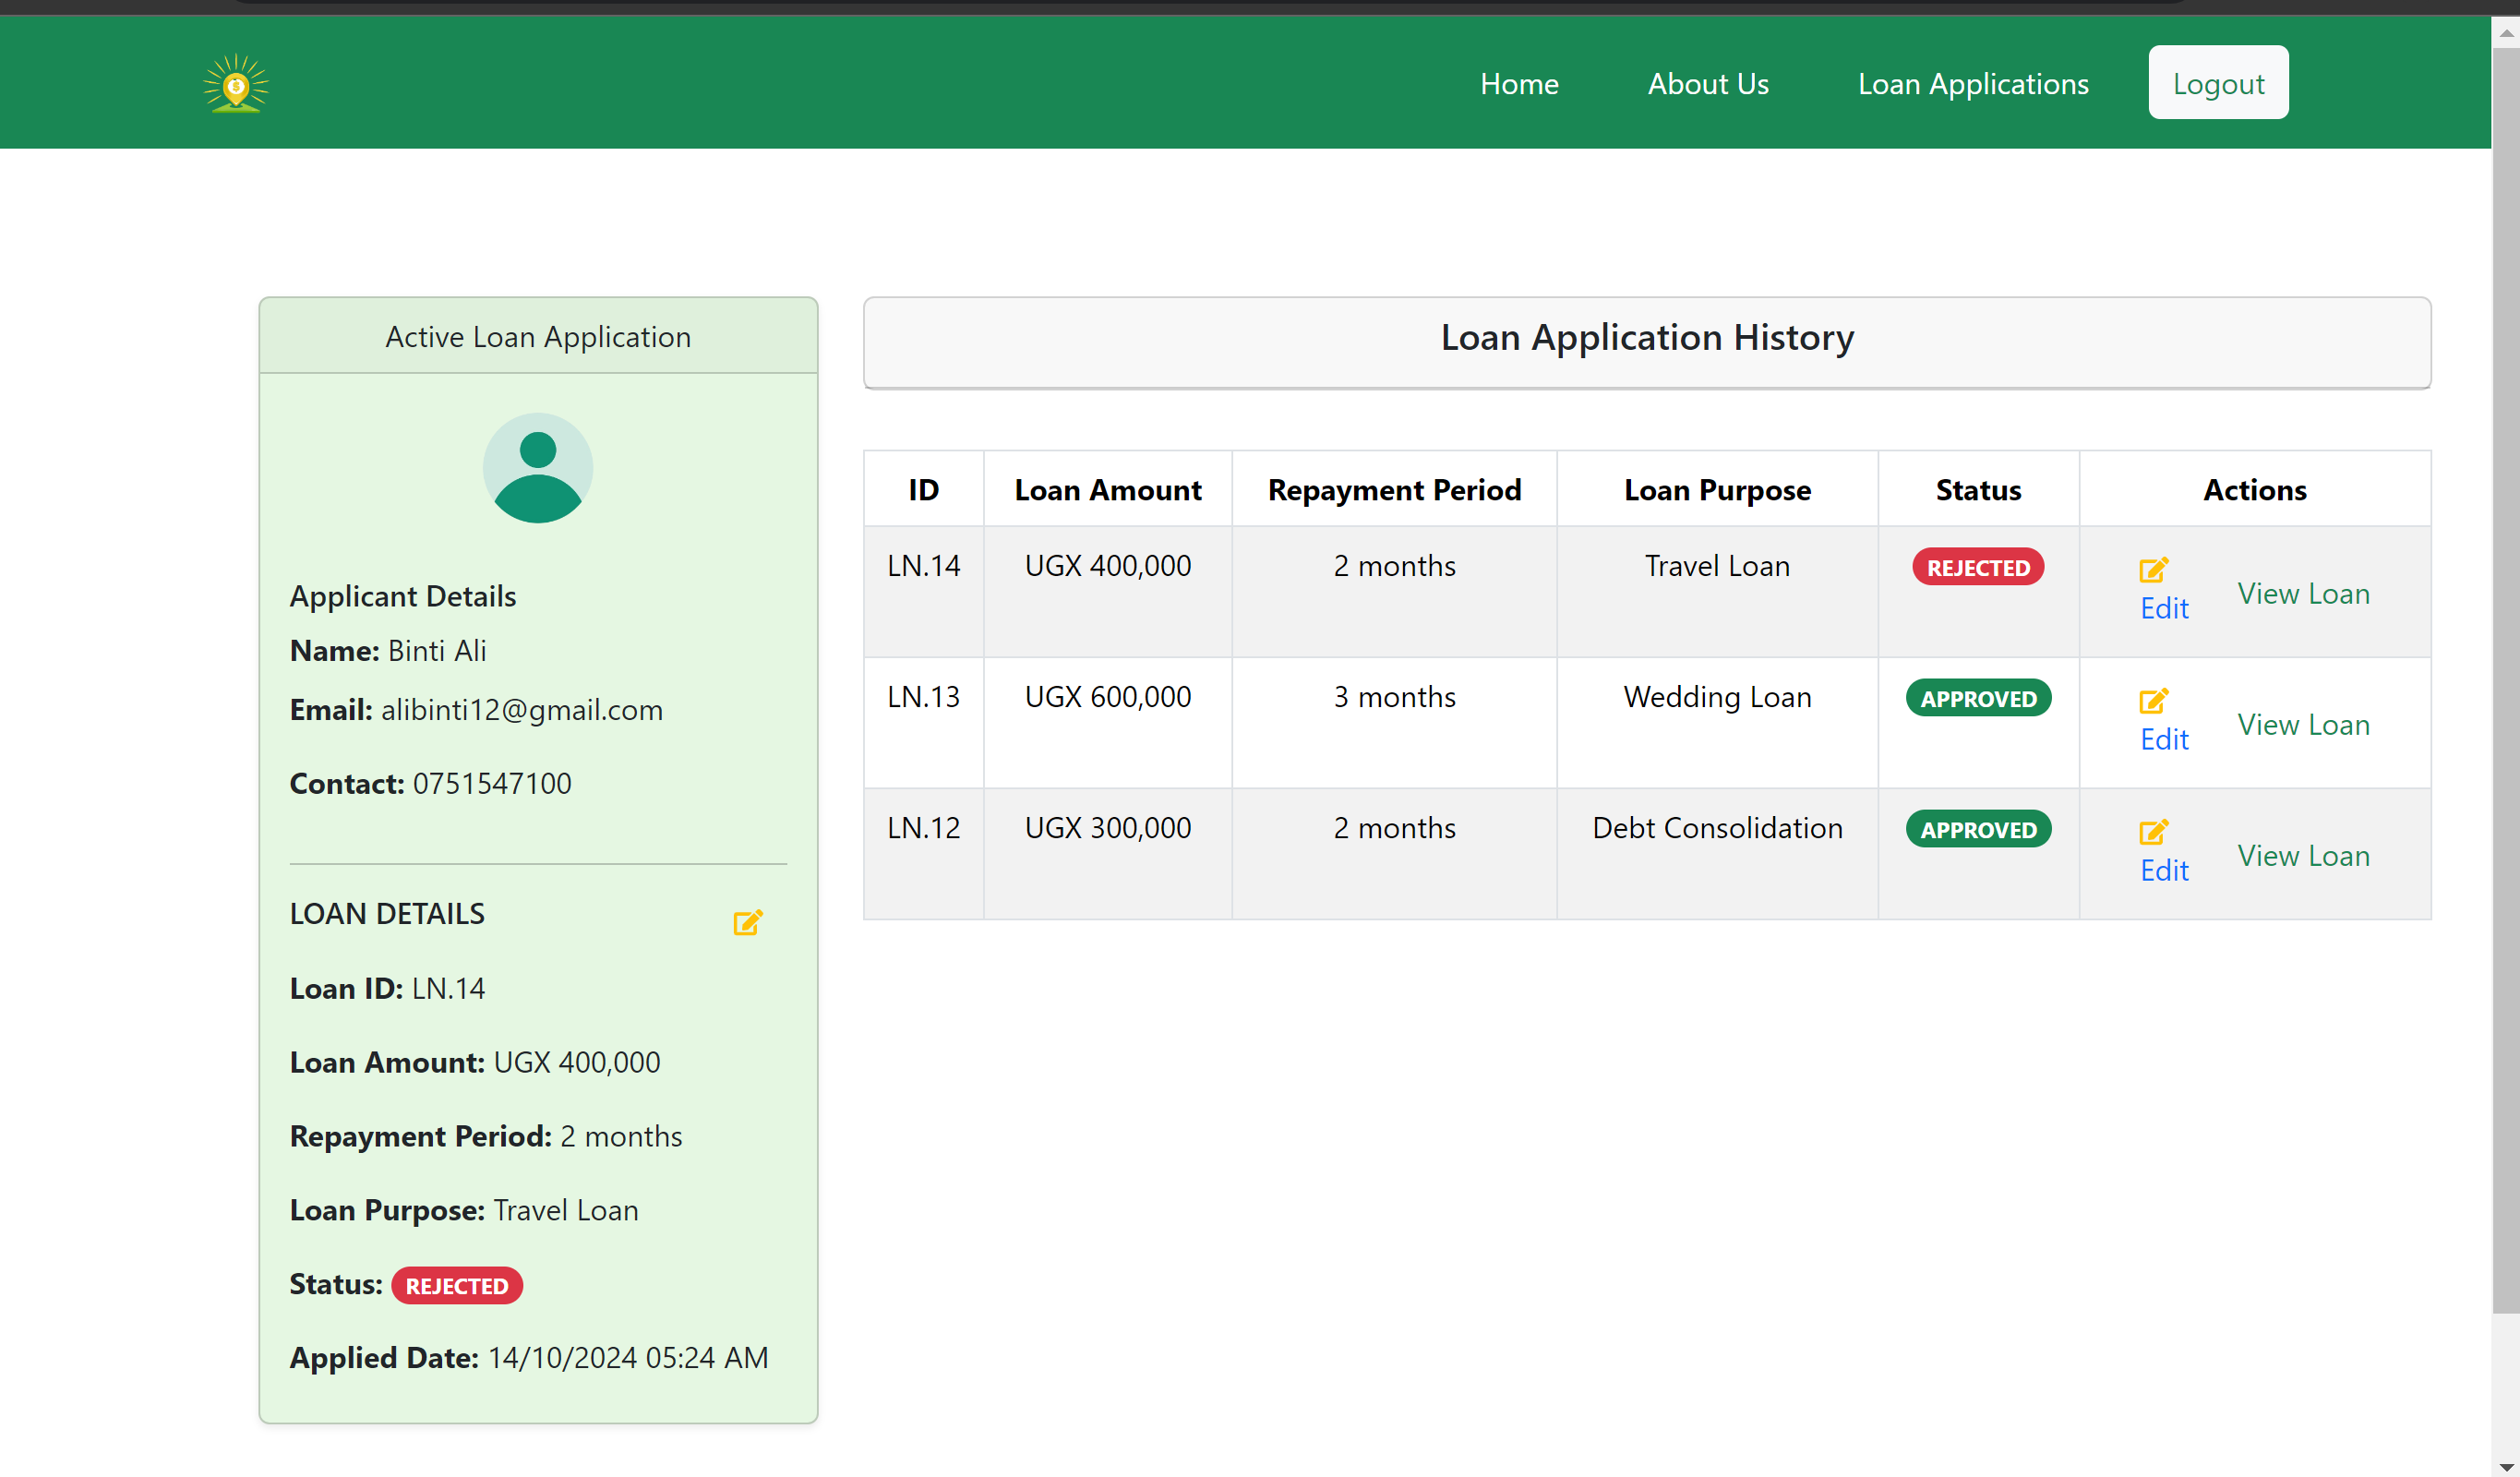 Home About Us Loan Applications Logout
Active Loan Application
Applicant Details
Name: Binti Ali
Email: alibinti12@gmail.com
Contact: 0751547100
LOAN DETAILS
Loan ID: LN.14
Loan Amount: UGX 400,000
Repayment Period: 2 months
Loan Purpose: Travel Loan
Status: REJECTED
Applied Date: 14/10/2024 05:24 AM
Loan Application History
ID Loan Amount Repayment Period Loan Purpose Status Actions
LN.14 UGX 400,000 2 months Travel Loan REJECTED Edit View Loan
LN.13 UGX 600,000 3 months Wedding Loan APPROVED Edit View Loan
LN.12 UGX 300,000 2 months Debt Consolidation APPROVED Edit View Loan